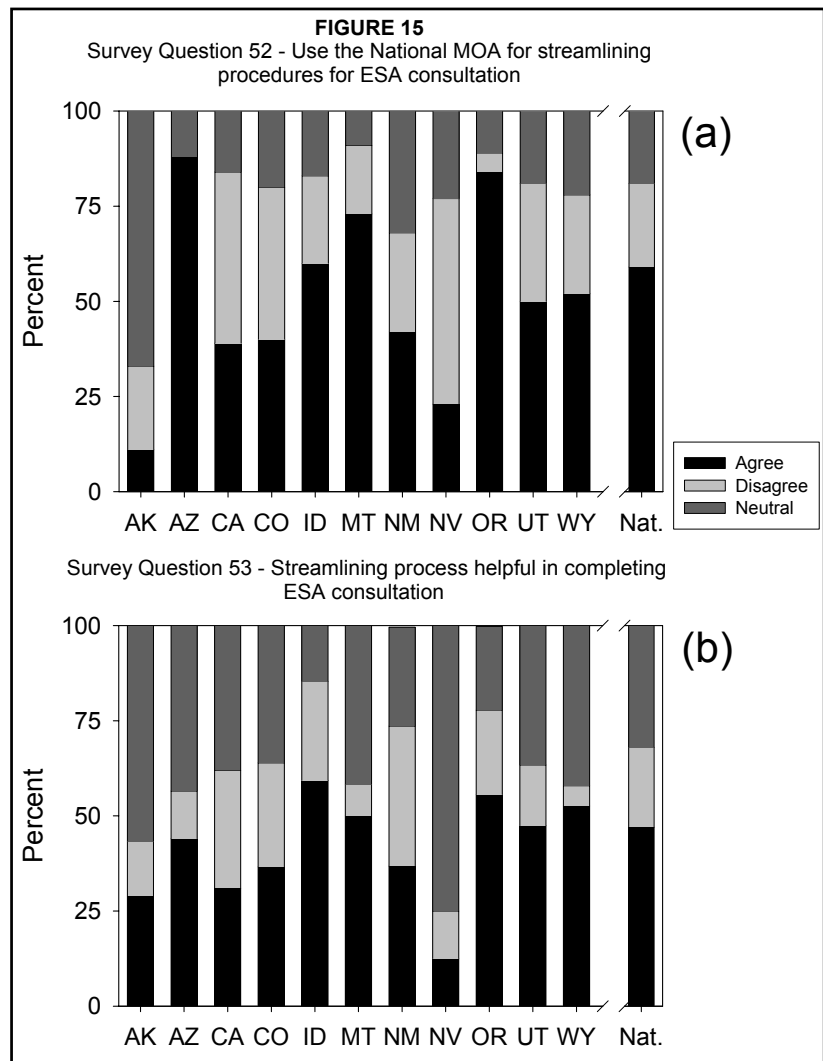 FIGURE 15
Survey Question 52 - Use the National MOA for streamlining
procedures for ESA consultation
(a)
100
75
50
25
0
Percent
AK AZ CA CO ID MT NM NV OR UT WY Nat.
Agree
Disagree
Neutral
Survey Question 53 - Streamlining process helpful in completing
ESA consultation
(b)
100
75
50
25
0
Percent
AK AZ CA CO ID MT NM NV OR UT WY Nat.